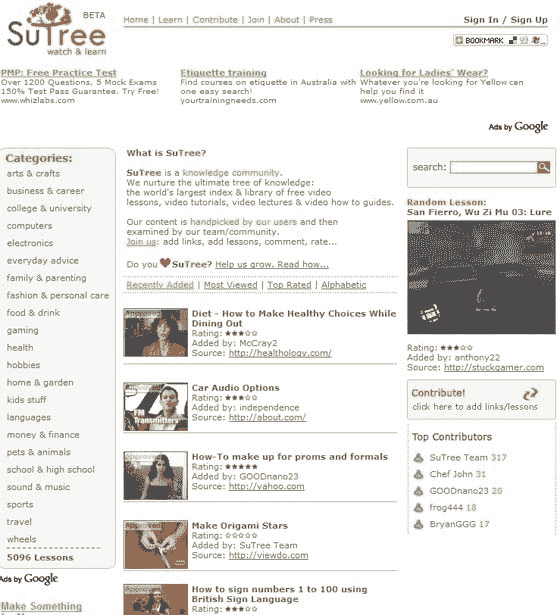 SuTree
BETA
watch & learn
Home | Learn | Contribute | Join | About | Press
Sign In / Sign Up
BOOKMARK
PMP: Free Practice Test
Over 1200 Questions, 5 Mock Exams
150% Test Pass Guarantee. Try Free!
www.whizlabs.com
Etiquette training
Find courses on etiquette in Australia with
one easy search!
yourtrainingneeds.com
Looking for Ladies' Wear?
Whatever you're looking for Yellow can
help you find it
www.yellow.com.au
Ads by Google
Categories:
arts & crafts
business & career
college & university
computers
electronics
everyday advice
family & parenting
fashion & personal care
food & drink
gaming
health
hobbies
home & garden
kids stuff
languages
money & finance
pets & animals
school & high school
sound & music
sports
travel
wheels
5096 Lessons
Ads by Google
Make Something
What is SuTree?
SuTree is a knowledge community.
We nurture the ultimate tree of knowledge:
the world's largest index & library of free video
lessons, video tutorials, video lectures & video how to guides.
Our content is handpicked by our users and then
examined by our team/community.
Join us: add links, add lessons, comment, rate...
Do you SuTree? Help us grow. Read how...
Recently Added | Most Viewed | Top Rated | Alphabetic
Approved
Diet - How to Make Healthy Choices While
Dining Out
Rating: ★★★☆☆
Added by: McCray2
Source: http://healthology.com/
Approved
FM
Transmitters
Car Audio Options
Rating: ★★★☆☆
Added by: independence
Source: http://about.com/
Approved
How-To make up for proms and formals
Rating: ★★★★★
Added by: GOODnano23
Source: http://yahoo.com
Approved
Make Origami Stars
Rating: ☆☆☆☆☆
Added by: SuTree Team
Source: http://viewdo.com
Approved
How to sign numbers 1 to 100 using
British Sign Language
Rating: ★★★☆☆
search:
Random Lesson:
San Fierro, Wu Zi Mu 03: Lure
Rating: ★★★☆☆
Added by: anthony22
Source: http://stuckgamer.com
Contribute!
click here to add links/lessons
Top Contributors
SuTree Team 317
Chef John 31
GOODnano23 20
frog444 18
BryanGGG 17